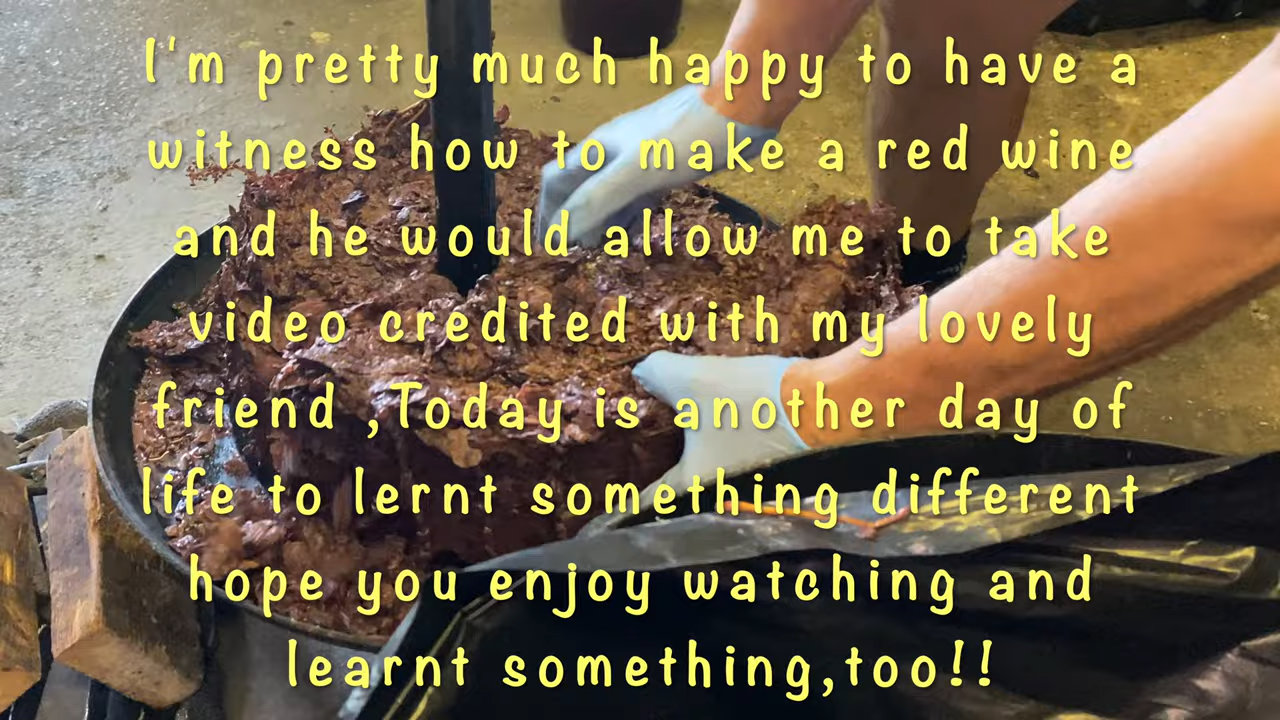 I'm pretty much happy to have a
witness how to make a red wine
and he would allow me to take
video credited with my lovely
friend ,Today is another day of
life to lernt something different
hope you enjoy watching and
learnt something,too!!